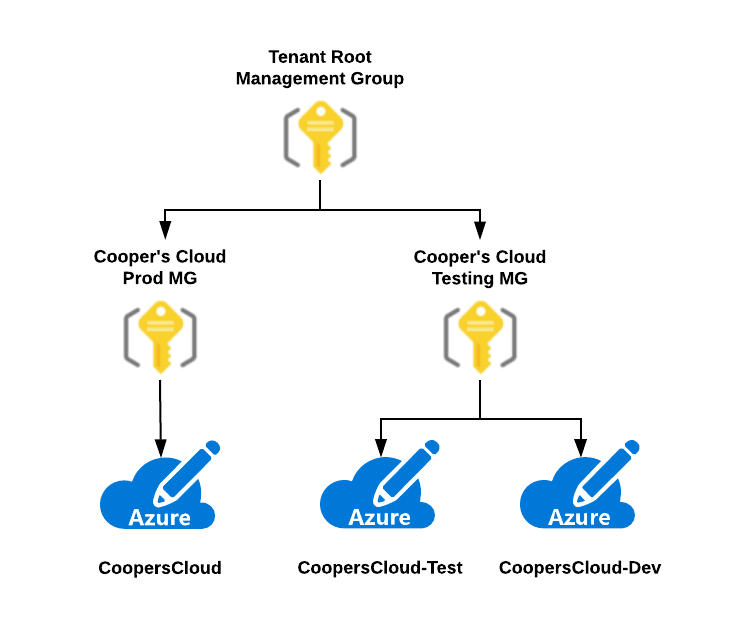 Tenant Root
Management Group
Cooper's Cloud
Prod MG
Cooper's Cloud
Testing MG
Azure
Azure
Azure
CoopersCloud
CoopersCloud-Test
CoopersCloud-Dev